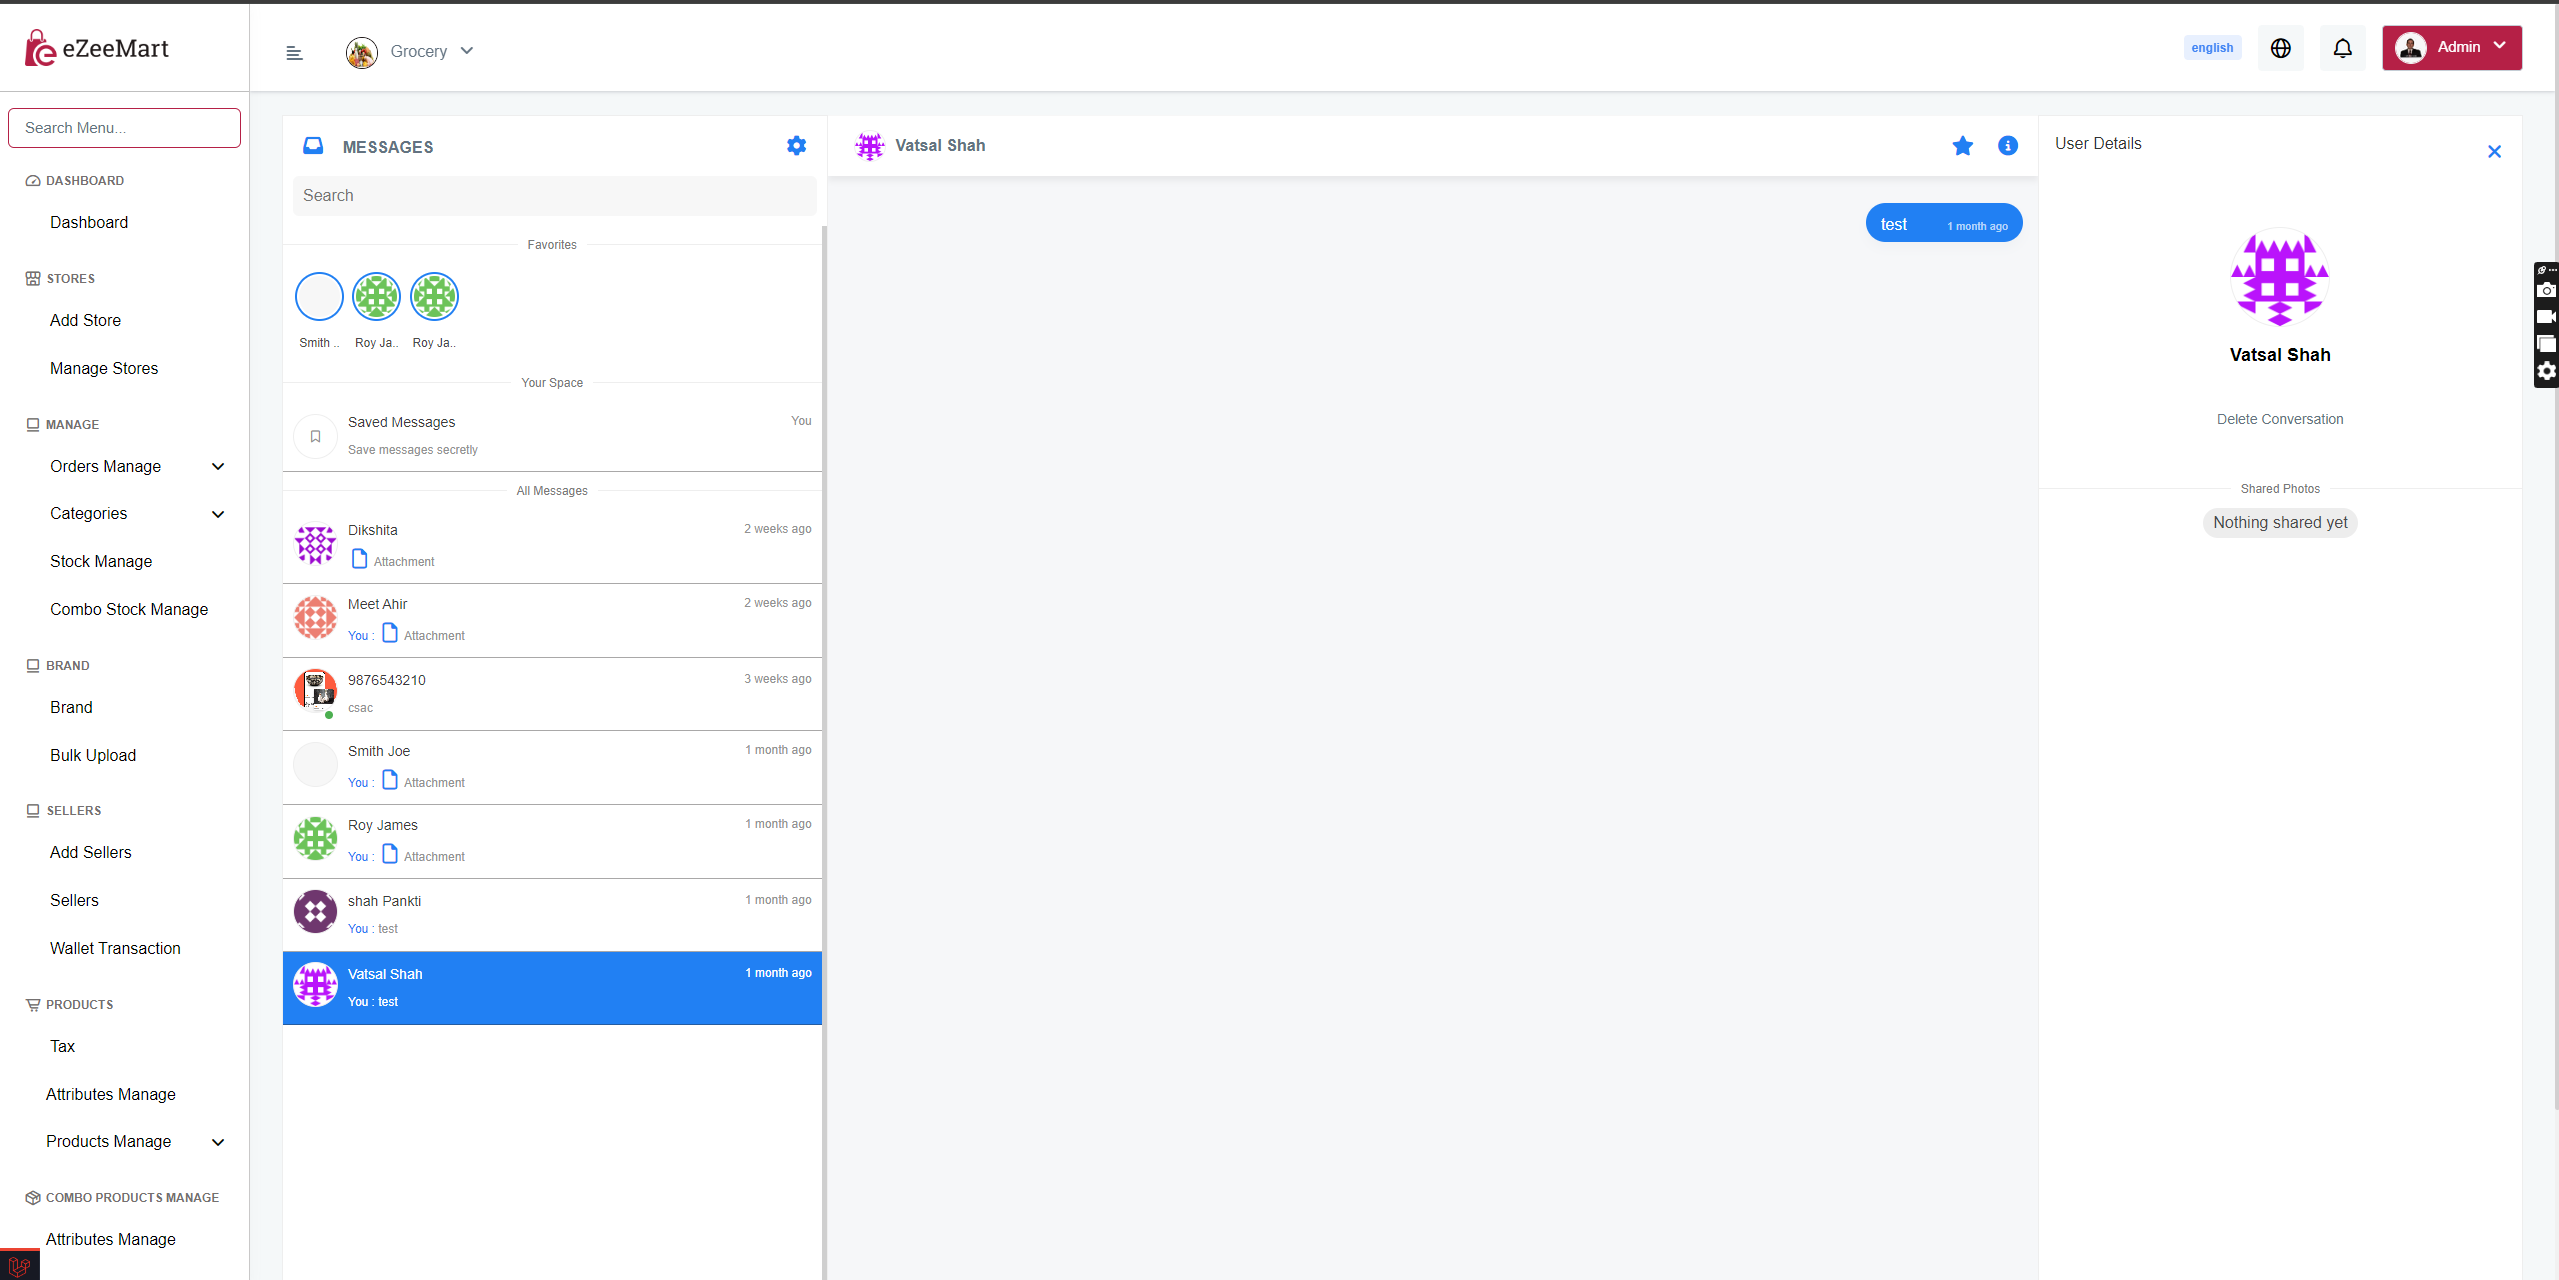 eZeeMart
Grocery
english
Admin
Search Menu...
DASHBOARD
Dashboard
STORES
Add Store
Manage Stores
MANAGE
Orders Manage
Categories
Stock Manage
Combo Stock Manage
BRAND
Brand
Bulk Upload
SELLERS
Add Sellers
Sellers
Wallet Transaction
PRODUCTS
Tax
Attributes Manage
Products Manage
COMBO PRODUCTS MANAGE
Attributes Manage
MESSAGES
Search
Favorites
Smith .. Roy Ja.. Roy Ja..
Your Space
Saved Messages You
Save messages secretly
All Messages
Dikshita 2 weeks ago
Attachment
Meet Ahir 2 weeks ago
You : Attachment
9876543210 3 weeks ago
csac
Smith Joe 1 month ago
You : Attachment
Roy James 1 month ago
You : Attachment
shah Pankti 1 month ago
You : test
Vatsal Shah 1 month ago
You : test
Vatsal Shah
test 1 month ago
User Details
Vatsal Shah
Delete Conversation
Shared Photos
Nothing shared yet